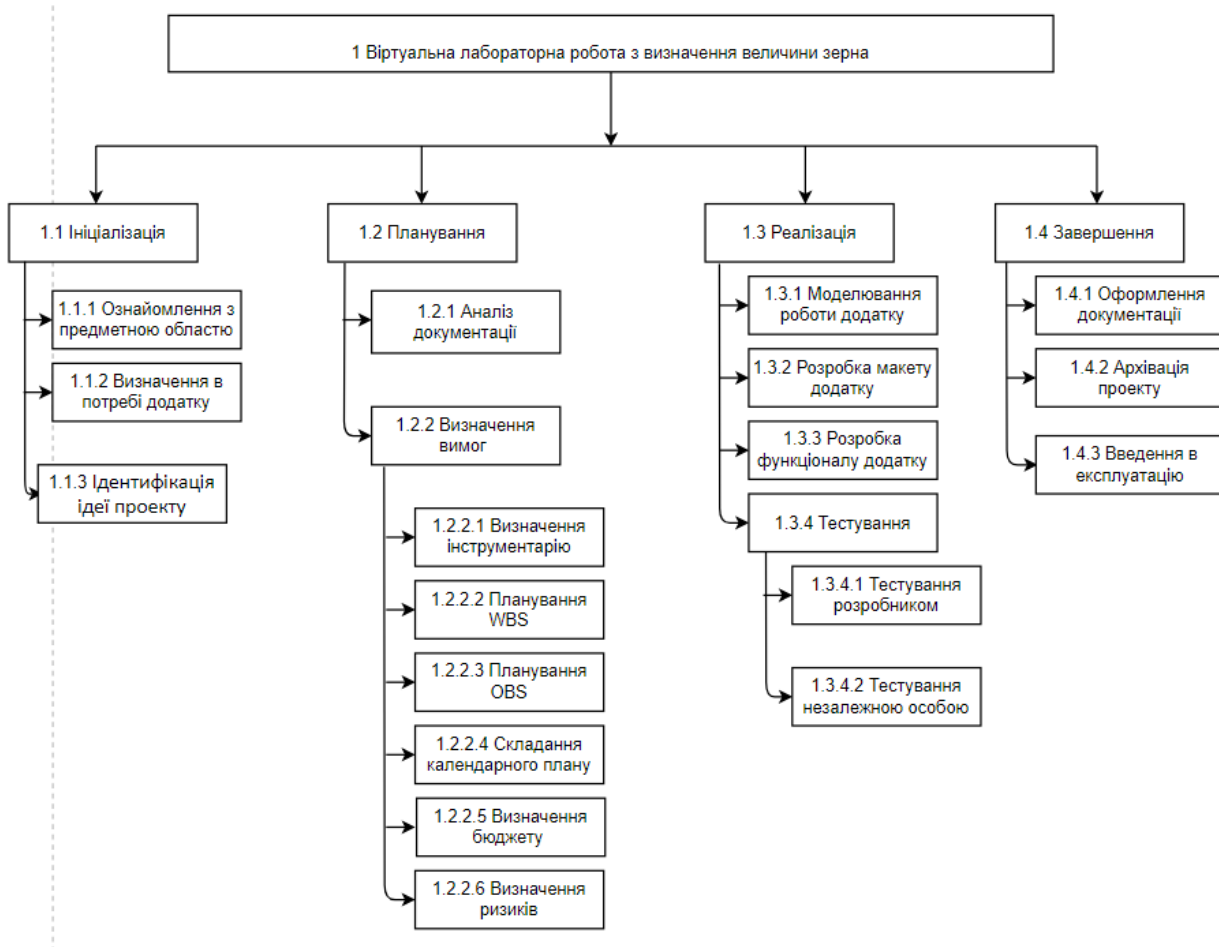 1 Віртуальна лабораторна робота з визначення величини зерна
1.1 Ініціалізація
1.1.1 Ознайомлення з
предметною областю
1.1.2 Визначення в
потребі додатку
1.1.3 Ідентифікація
ідеї проекту
1.2 Планування
1.2.1 Аналіз
документації
1.2.2 Визначення
вимог
1.2.2.1 Визначення
інструментарію
1.2.2.2 Планування
WBS
1.2.2.3 Планування
OBS
1.2.2.4 Складання
календарного плану
1.2.2.5 Визначення
бюджету
1.2.2.6 Визначення
ризиків
1.3 Реалізація
1.3.1 Моделювання
роботи додатку
1.3.2 Розробка макету
додатку
1.3.3 Розробка
функціоналу додатку
1.3.4 Тестування
1.3.4.1 Тестування
розробником
1.3.4.2 Тестування
незалежною особою
1.4 Завершення
1.4.1 Оформлення
документації
1.4.2 Архівація
проекту
1.4.3 Введення в
експлуатацію